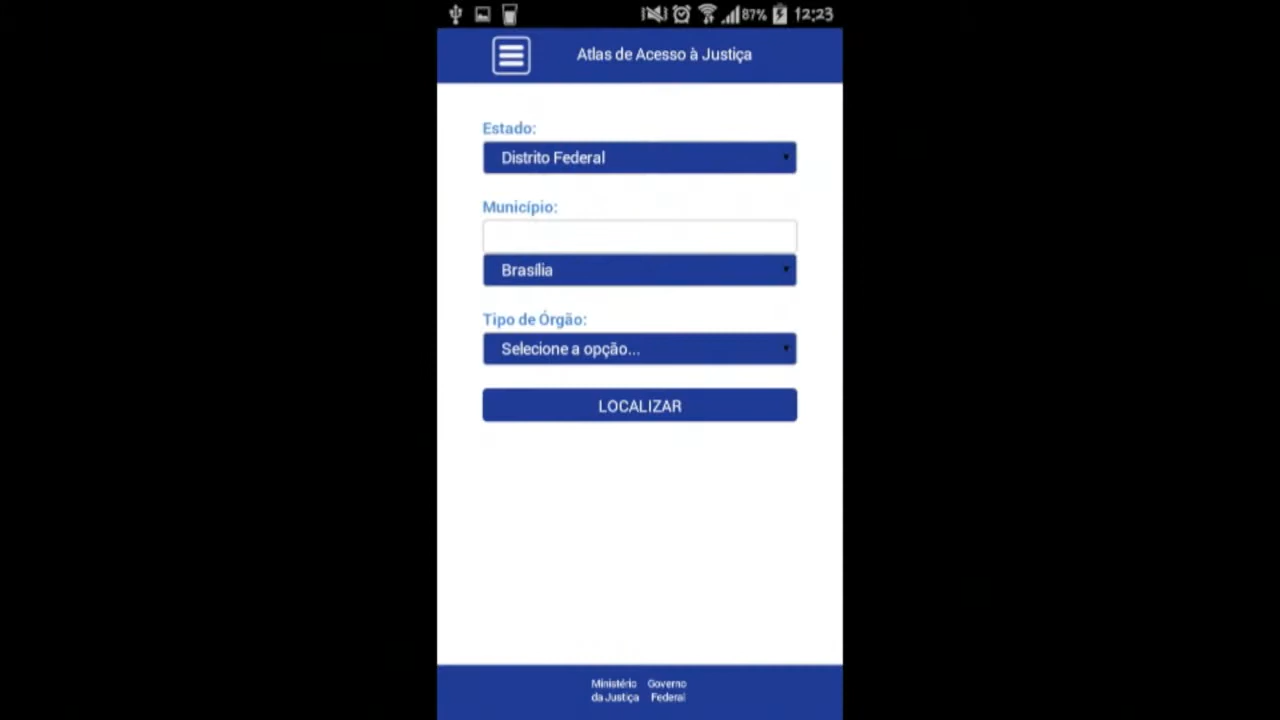 87% 12:23
Atlas de Acesso à Justiça
Estado:
Distrito Federal
Município:
Brasília
Tipo de Órgão:
Selecione a opção...
LOCALIZAR
Ministério Governo
da Justiça Federal